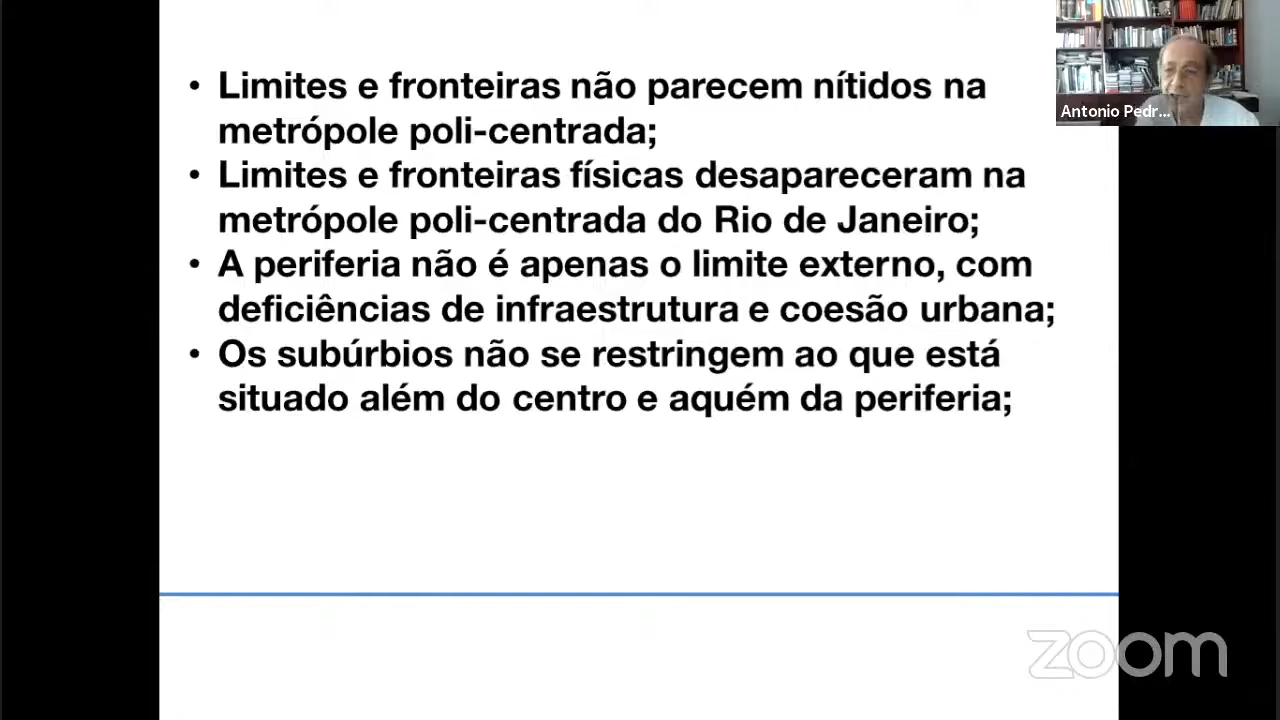 • Limites e fronteiras não parecem nítidos na
metrópole poli-centrada;
• Limites e fronteiras físicas desapareceram na
metrópole poli-centrada do Rio de Janeiro;
• A periferia não é apenas o limite externo, com
deficiências de infraestrutura e coesão urbana;
• Os subúrbios não se restringem ao que está
situado além do centro e aquém da periferia;
Antonio Pedr...
zoom